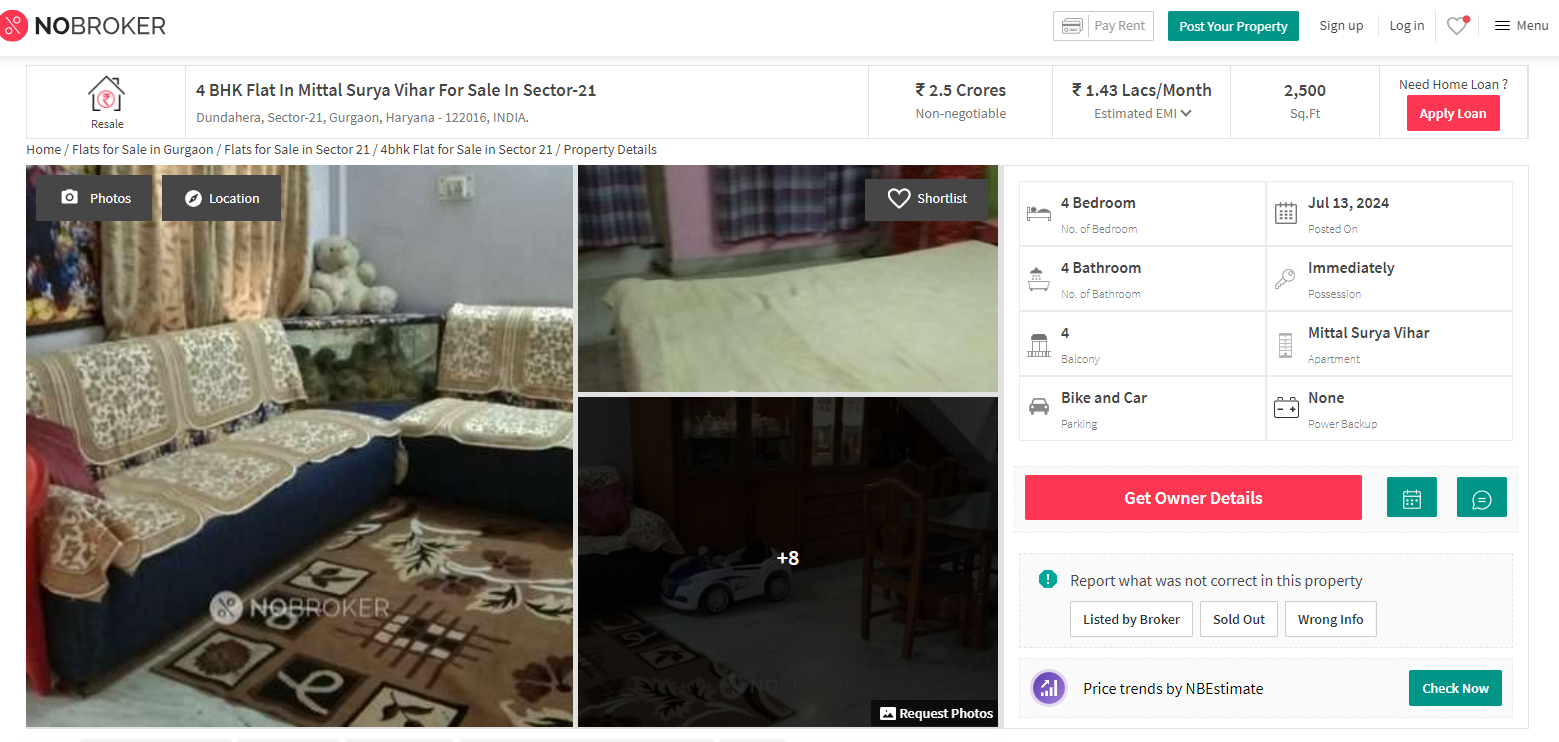 NOBROKER
Pay Rent
Post Your Property
Sign up
Log in
Menu
Resale
4 BHK Flat In Mittal Surya Vihar For Sale In Sector-21
Dundahera, Sector-21, Gurgaon, Haryana - 122016, INDIA.
₹ 2.5 Crores
Non-negotiable
₹ 1.43 Lacs/Month
Estimated EMI
2,500
Sq.Ft
Need Home Loan ?
Apply Loan
Home / Flats for Sale in Gurgaon / Flats for Sale in Sector 21 / 4bhk Flat for Sale in Sector 21 / Property Details
Photos
Location
Shortlist
NOBROKER
+8
NOBROKER
Request Photos
4 Bedroom
No. of Bedroom
Jul 13, 2024
Posted On
4 Bathroom
No. of Bathroom
Immediately
Possession
4
Balcony
Mittal Surya Vihar
Apartment
Bike and Car
Parking
None
Power Backup
Get Owner Details
Report what was not correct in this property
Listed by Broker
Sold Out
Wrong Info
Price trends by NBEstimate
Check Now